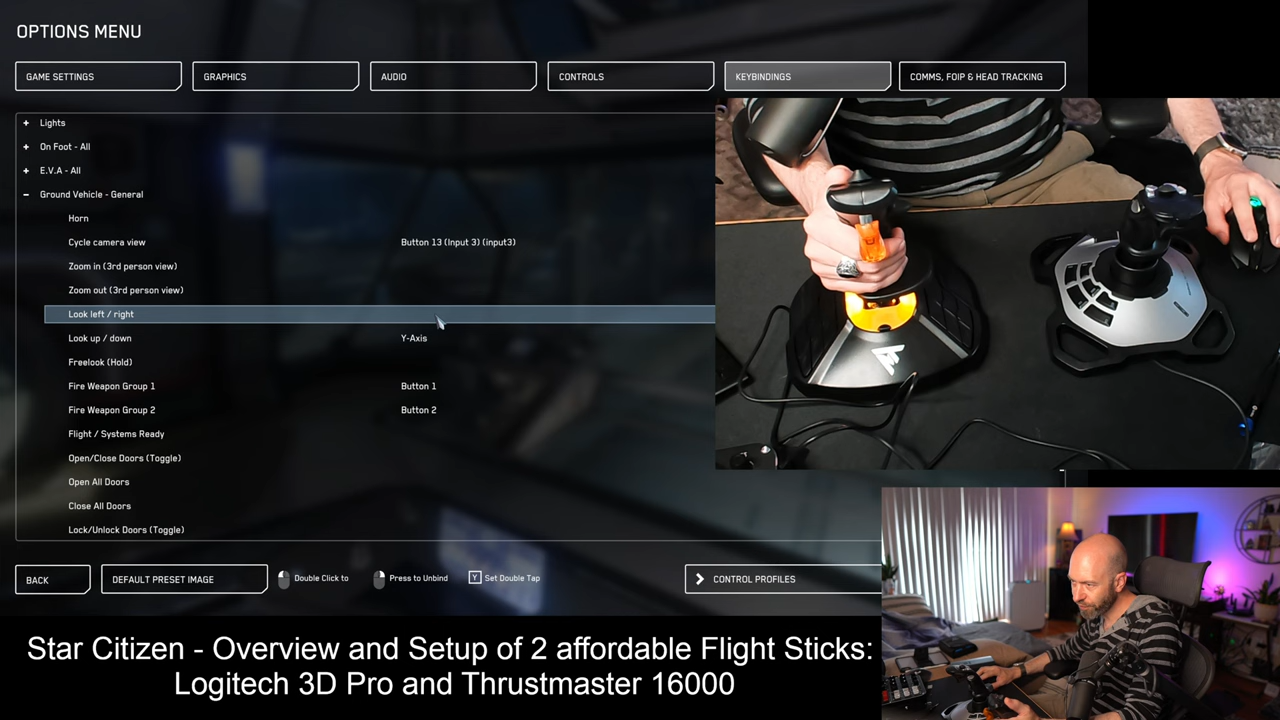 OPTIONS MENU
GAME SETTINGS
GRAPHICS
AUDIO
CONTROLS
KEYBINDINGS
COMMS, FOIP & HEAD TRACKING
+ Lights
+ On Foot - All
+ E.V.A - All
- Ground Vehicle - General
Horn
Cycle camera view Button 13 (Input 3) (input3)
Zoom in (3rd person view)
Zoom out (3rd person view)
Look left / right
Look up / down Y-Axis
Freelook (Hold)
Fire Weapon Group 1 Button 1
Fire Weapon Group 2 Button 2
Flight / Systems Ready
Open/Close Doors (Toggle)
Open All Doors
Close All Doors
Lock/Unlock Doors (Toggle)
BACK
DEFAULT PRESET IMAGE
Double Click to
Press to Unbind
Y Set Double Tap
CONTROL PROFILES
Star Citizen - Overview and Setup of 2 affordable Flight Sticks:
Logitech 3D Pro and Thrustmaster 16000